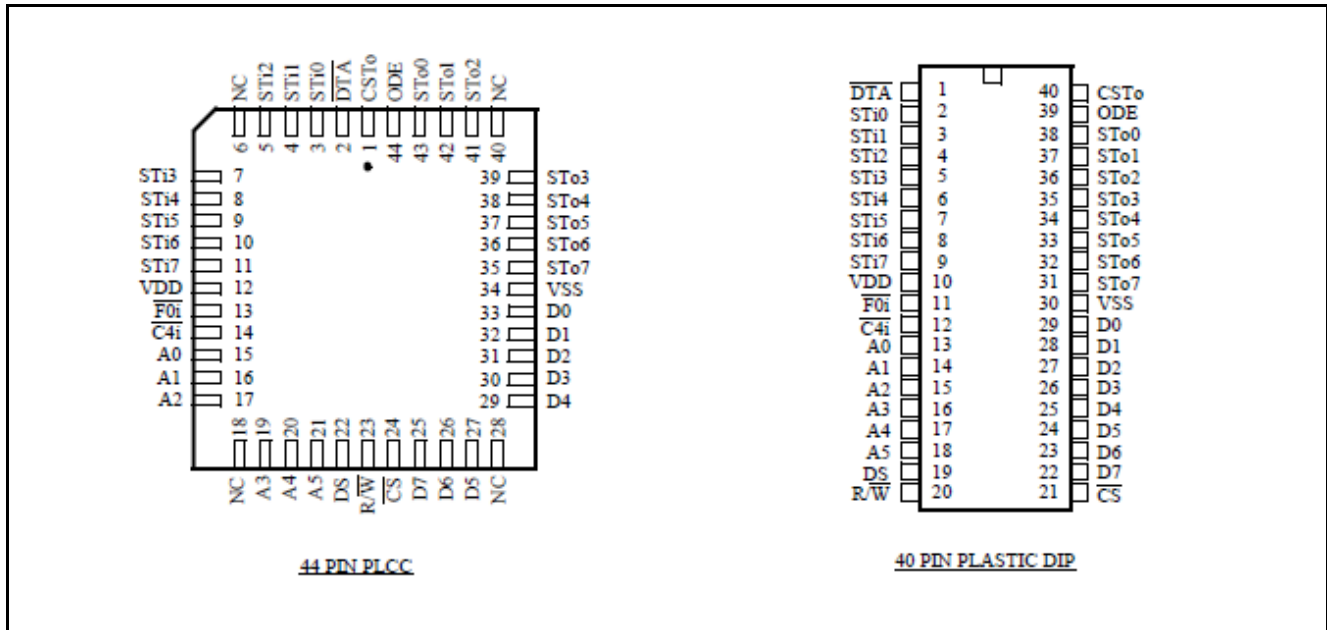 NC STi2 STi1 STi0 D̅T̅A̅ CSTo ODE STo0 STo1 STo2 NC
6 5 4 3 2 1 44 43 42 41 40
STi3 7 39 STo3
STi4 8 38 STo4
STi5 9 37 STo5
STi6 10 36 STo6
STi7 11 35 STo7
VDD 12 34 VSS
F̅0̅i̅ 13 33 D0
C̅4̅i̅ 14 32 D1
A0 15 31 D2
A1 16 30 D3
A2 17 29 D4
18 19 20 21 22 23 24 25 26 27 28
NC A3 A4 A5 DS R/W̅ C̅S̅ D7 D6 D5 NC
44 PIN PLCC
D̅T̅A̅ 1 40 CSTo
STi0 2 39 ODE
STi1 3 38 STo0
STi2 4 37 STo1
STi3 5 36 STo2
STi4 6 35 STo3
STi5 7 34 STo4
STi6 8 33 STo5
STi7 9 32 STo6
VDD 10 31 STo7
F̅0̅i̅ 11 30 VSS
C̅4̅i̅ 12 29 D0
A0 13 28 D1
A1 14 27 D2
A2 15 26 D3
A3 16 25 D4
A4 17 24 D5
A5 18 23 D6
DS 19 22 D7
R/W̅ 20 21 C̅S̅
40 PIN PLASTIC DIP